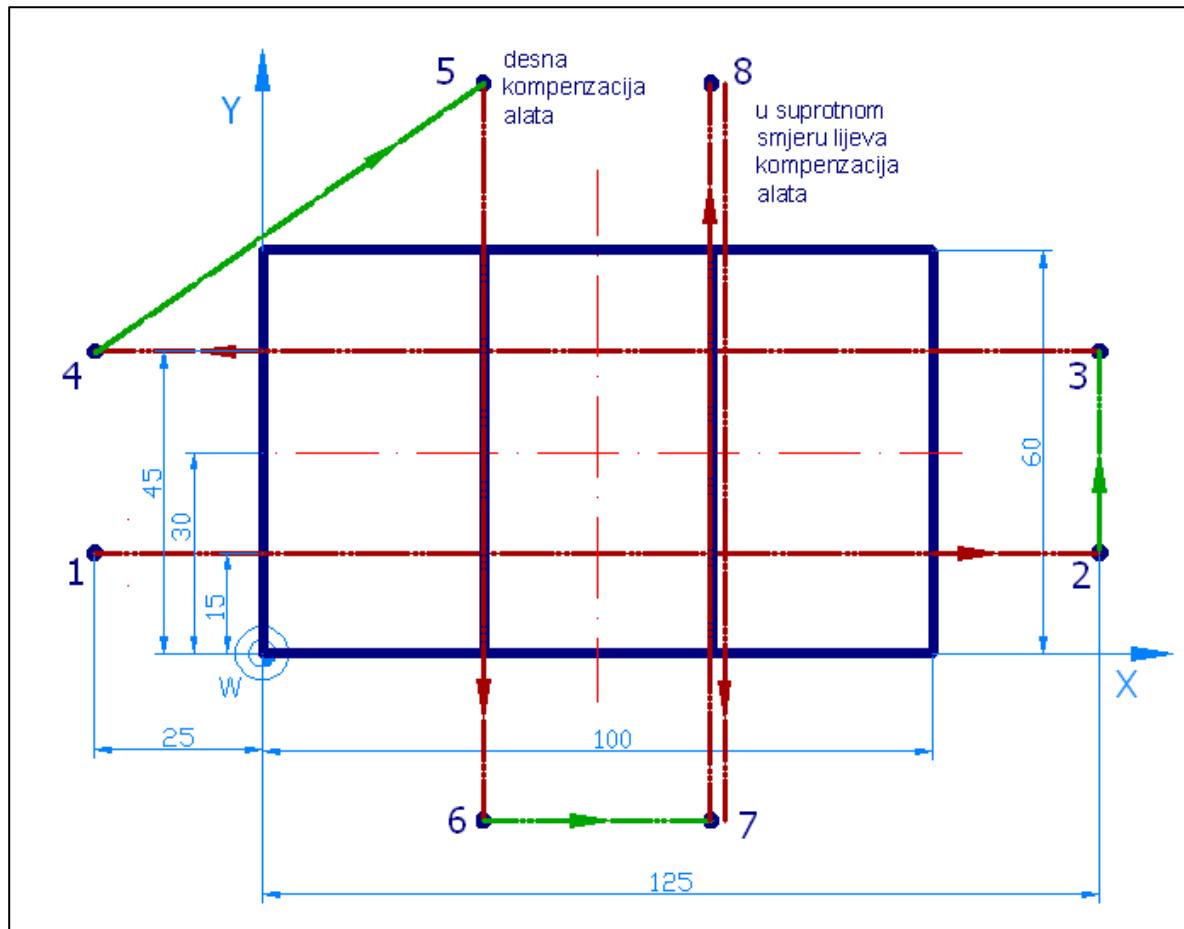 5
desna
kompenzacija
alata
8
u suprotnom
smjeru lijeva
kompenzacija
alata
Y
4
3
45
30
60
1
15
2
W
X
25
100
6
7
125